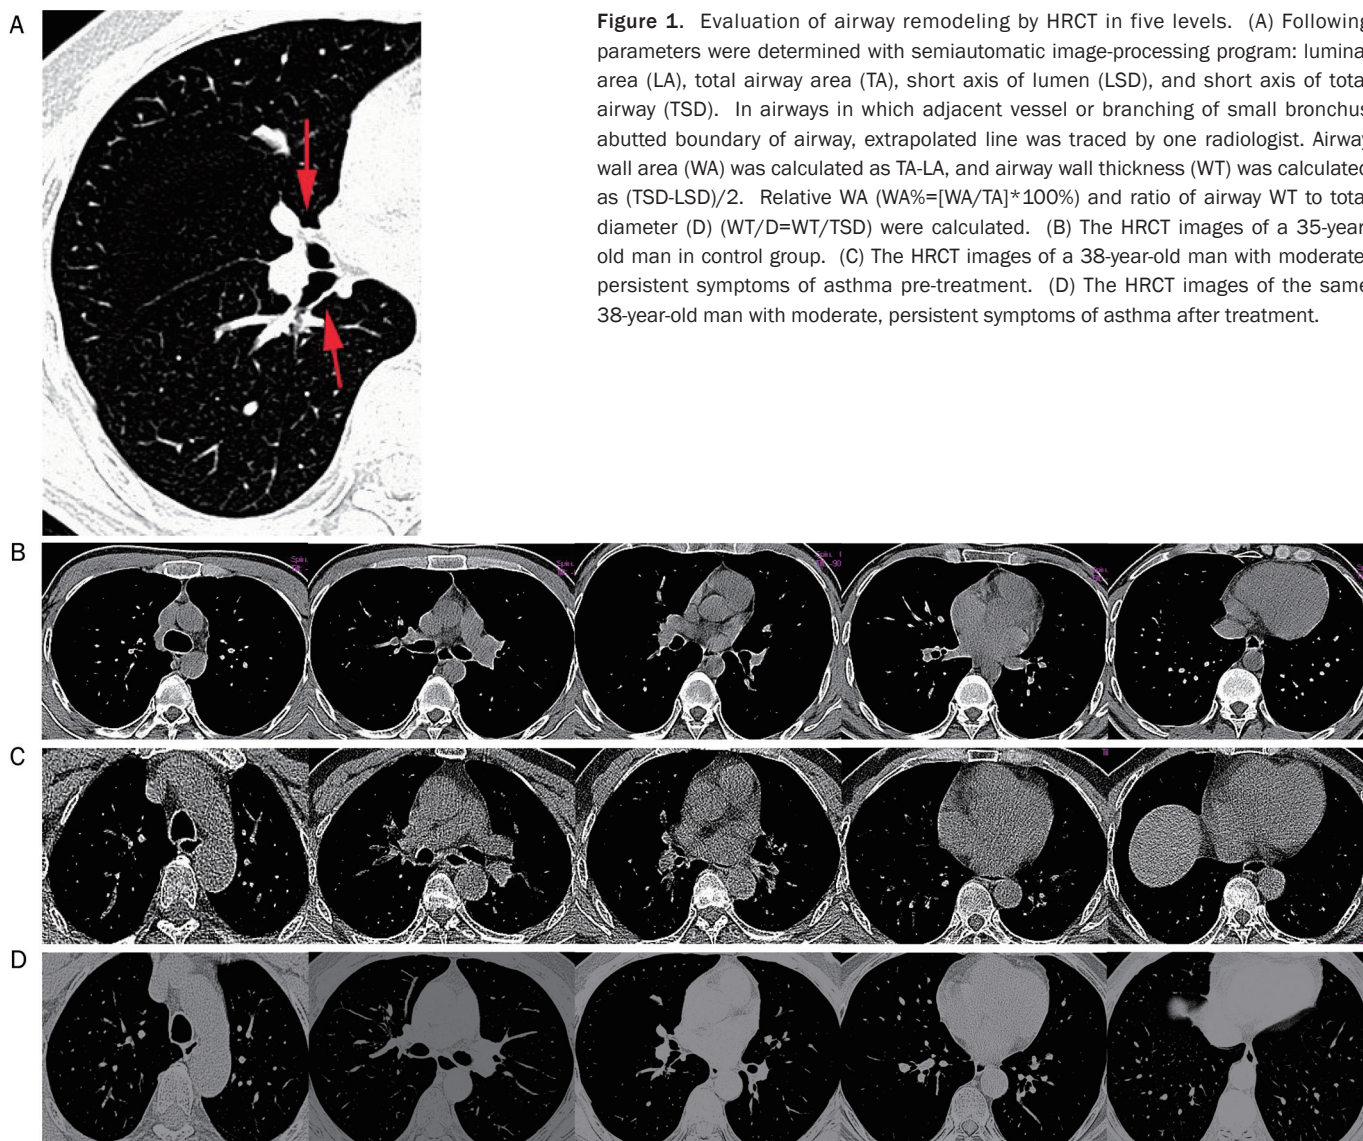 A
Figure 1. Evaluation of airway remodeling by HRCT in five levels. (A) Following
parameters were determined with semiautomatic image-processing program: lumina
area (LA), total airway area (TA), short axis of lumen (LSD), and short axis of tota
airway (TSD). In airways in which adjacent vessel or branching of small bronchus
abutted boundary of airway, extrapolated line was traced by one radiologist. Airway
wall area (WA) was calculated as TA-LA, and airway wall thickness (WT) was calculated
as (TSD-LSD)/2. Relative WA (WA%=[WA/TA]*100%) and ratio of airway WT to tota
diameter (D) (WT/D=WT/TSD) were calculated. (B) The HRCT images of a 35-year
old man in control group. (C) The HRCT images of a 38-year-old man with moderate
persistent symptoms of asthma pre-treatment. (D) The HRCT images of the same
38-year-old man with moderate, persistent symptoms of asthma after treatment.
B
C
D